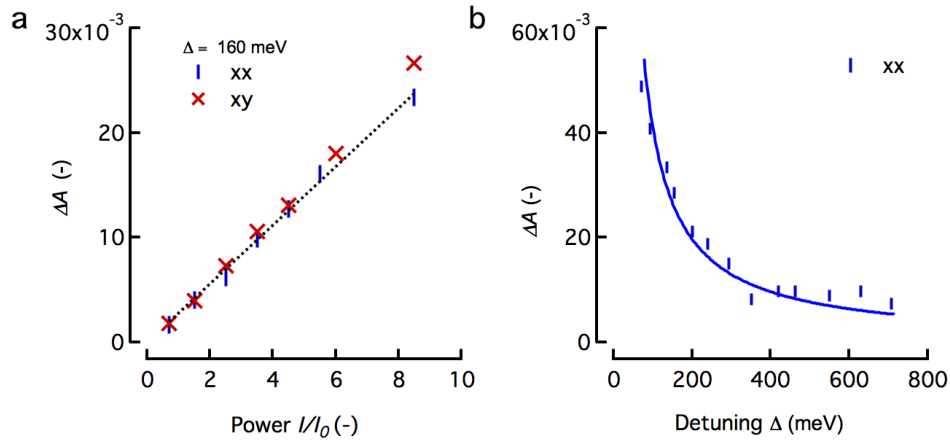 a
30x10⁻³
20
10
0
ΔA (-)
Δ = 160 meV
xx
xy
0 2 4 6 8 10
Power I/I₀ (-)
b
60x10⁻³
40
20
0
ΔA (-)
xx
0 200 400 600 800
Detuning Δ (meV)